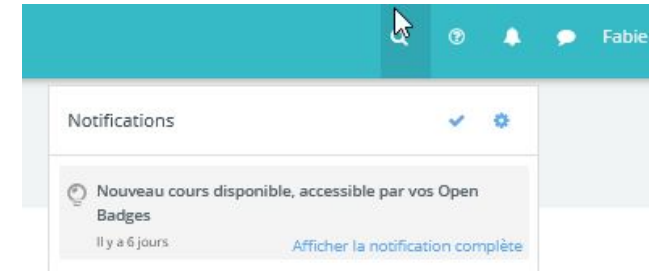 Fabie
Notifications
Nouveau cours disponible, accessible par vos Open
Badges
Il y a 6 jours
Afficher la notification complète